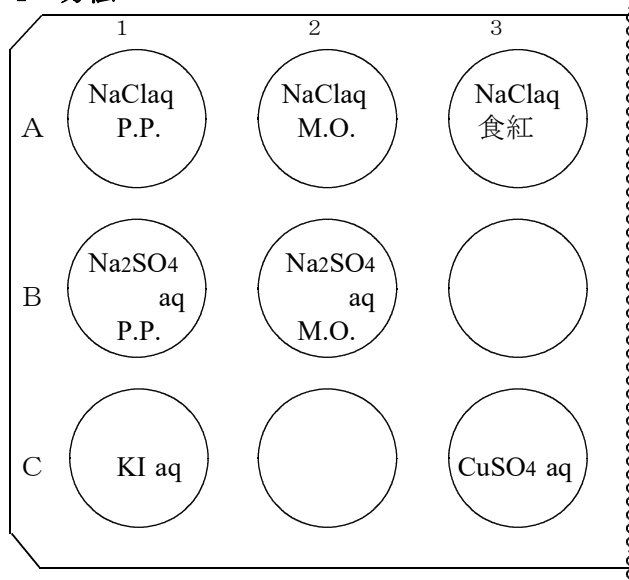 1 2 3
A
NaClaq
P.P.
NaClaq
M.O.
NaClaq
食紅
B
Na2SO4
aq
P.P.
Na2SO4
aq
M.O.
C
KI aq
CuSO4 aq